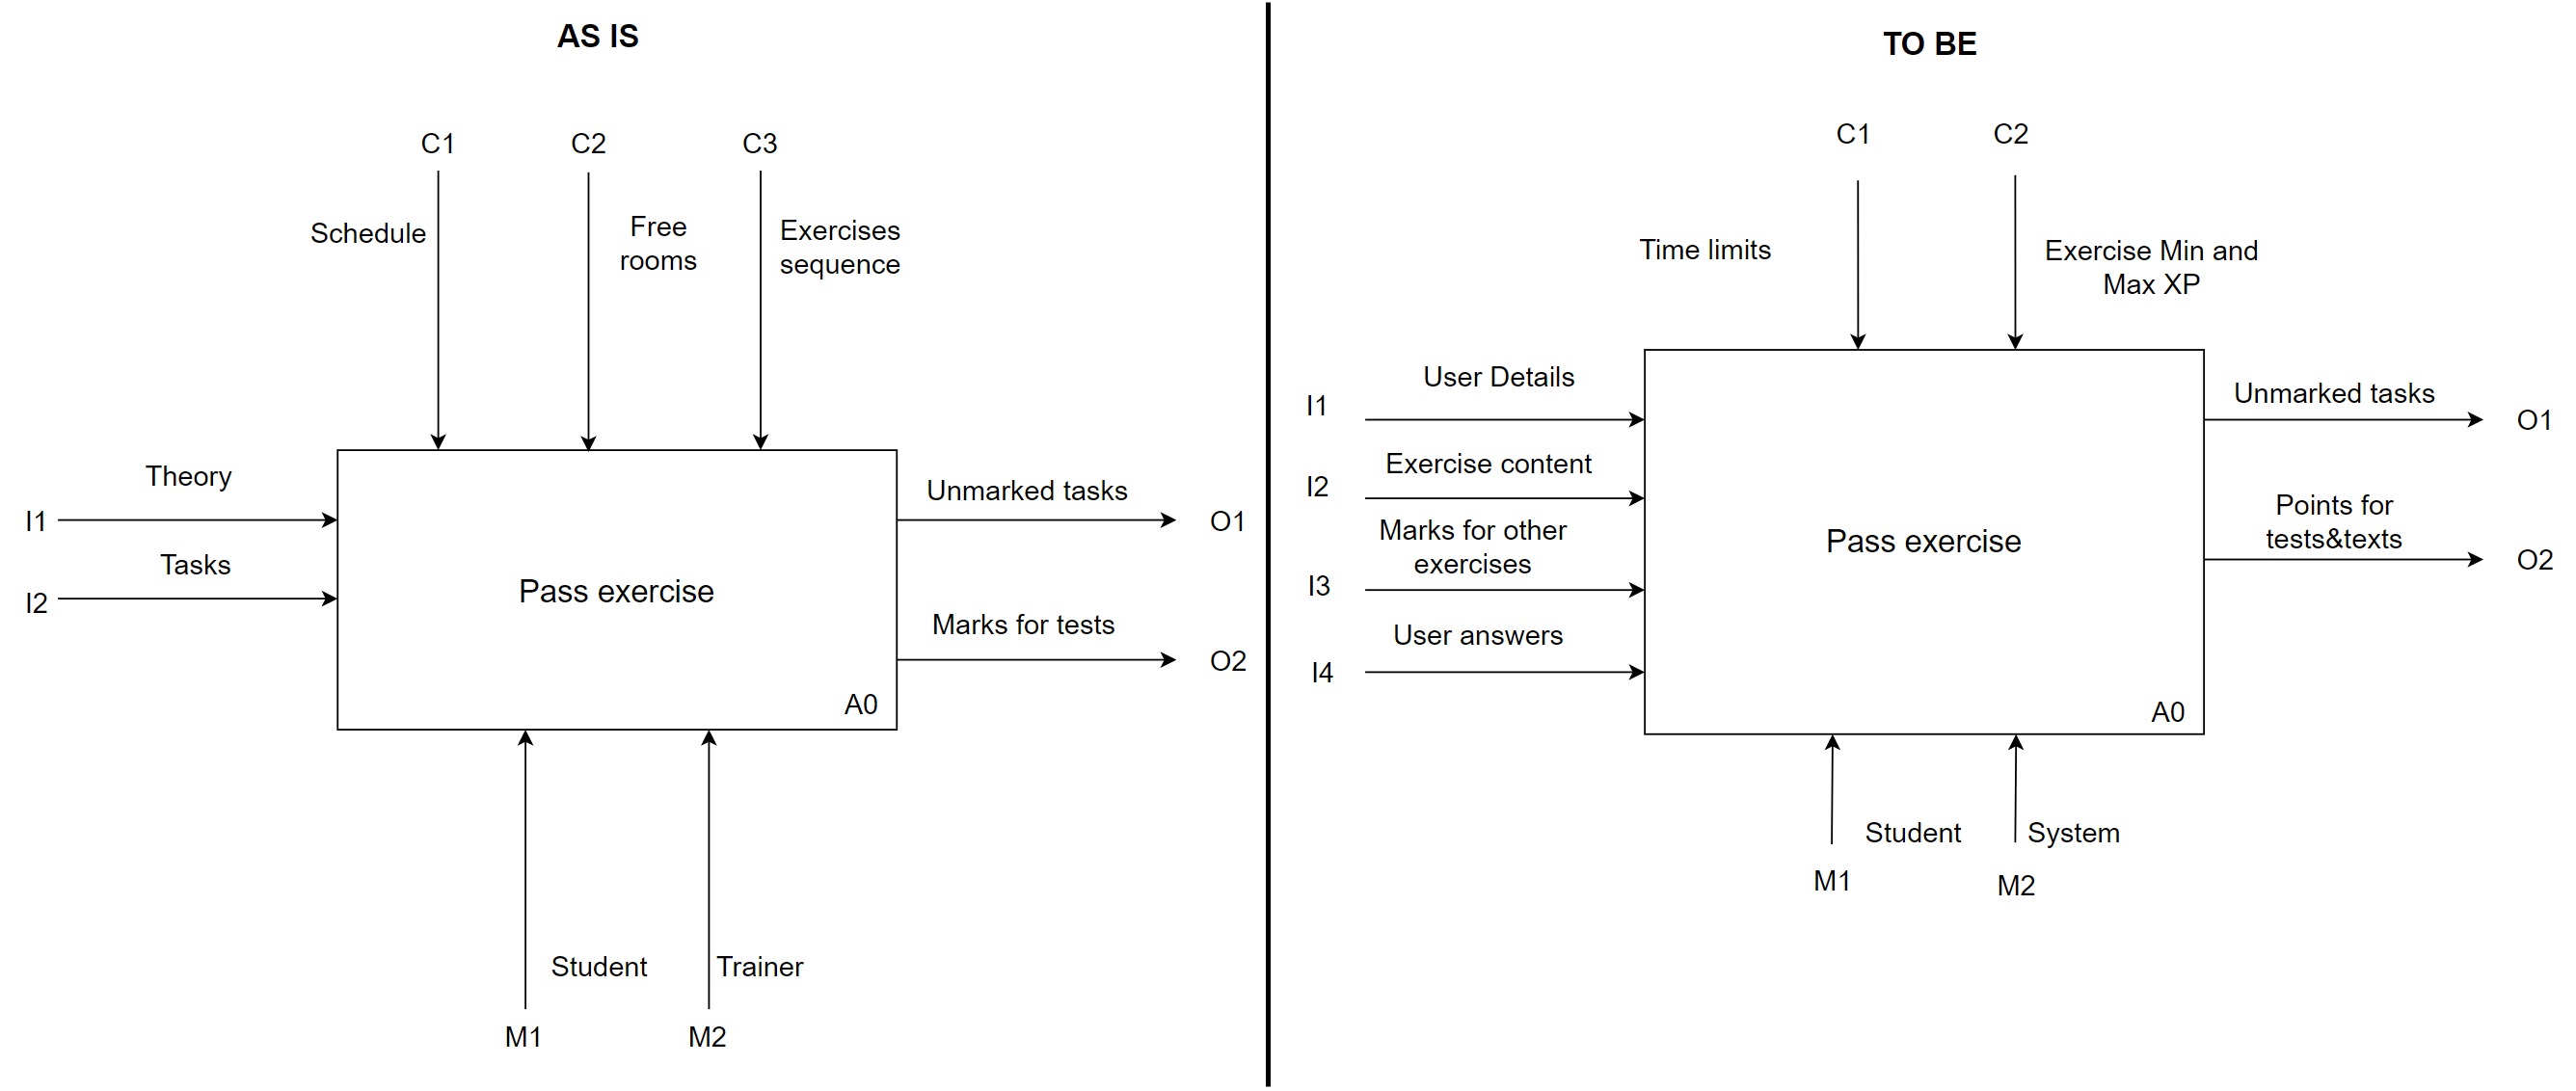 AS IS
C1
C2
C3
Schedule
Free
rooms
Exercises
sequence
Theory
I1
Tasks
I2
Pass exercise
A0
Unmarked tasks
O1
Marks for tests
O2
Student
Trainer
M1
M2
TO BE
C1
C2
Time limits
Exercise Min and
Max XP
User Details
I1
Exercise content
I2
Marks for other
exercises
I3
User answers
I4
Pass exercise
A0
Unmarked tasks
O1
Points for
tests&texts
O2
Student
System
M1
M2